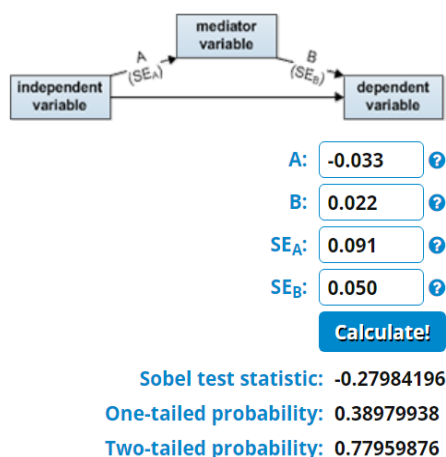 mediator
variable
A
(SEA)
B
(SEB)
independent
variable
dependent
variable
A: -0.033 ?
B: 0.022 ?
SEA: 0.091 ?
SEB: 0.050 ?
Calculate!
Sobel test statistic: -0.27984196
One-tailed probability: 0.38979938
Two-tailed probability: 0.77959876